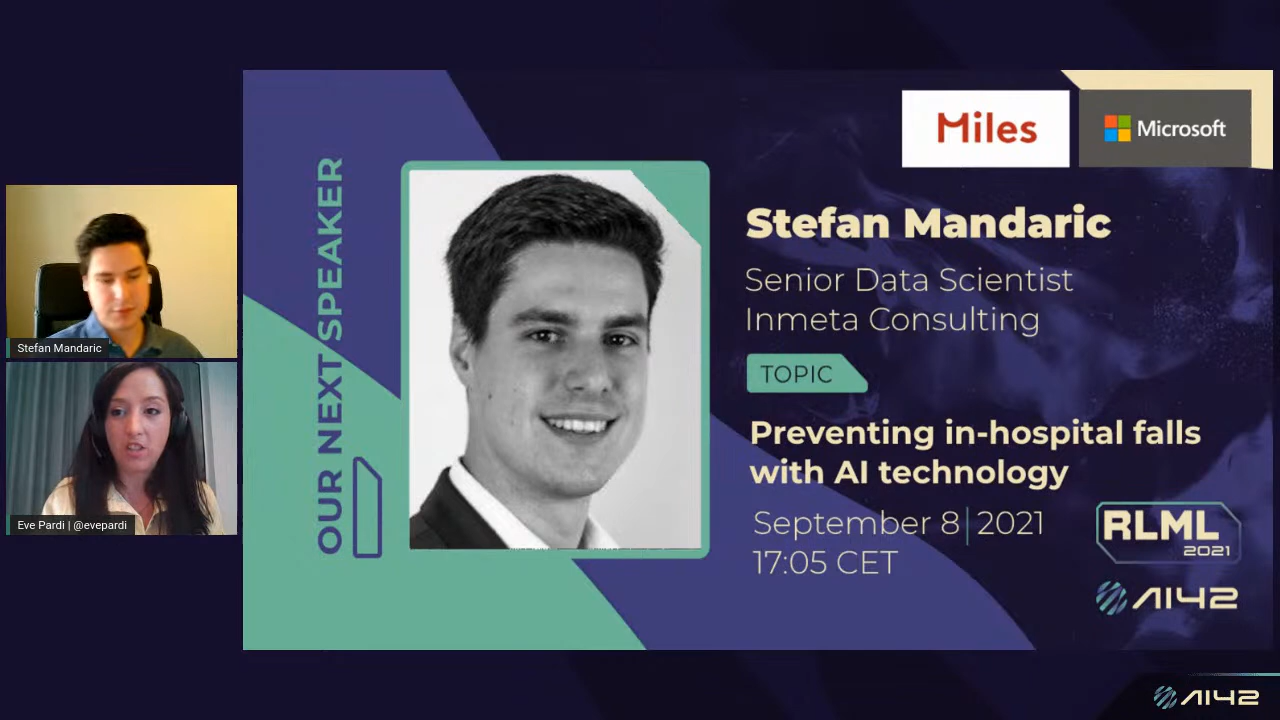 Stefan Mandaric
Eve Pardi | @evepardi
OUR NEXT SPEAKER
Miles
Microsoft
Stefan Mandaric
Senior Data Scientist
Inmeta Consulting
TOPIC
Preventing in-hospital falls
with AI technology
September 8 | 2021
17:05 CET
RLML
2021
AI42
AI42